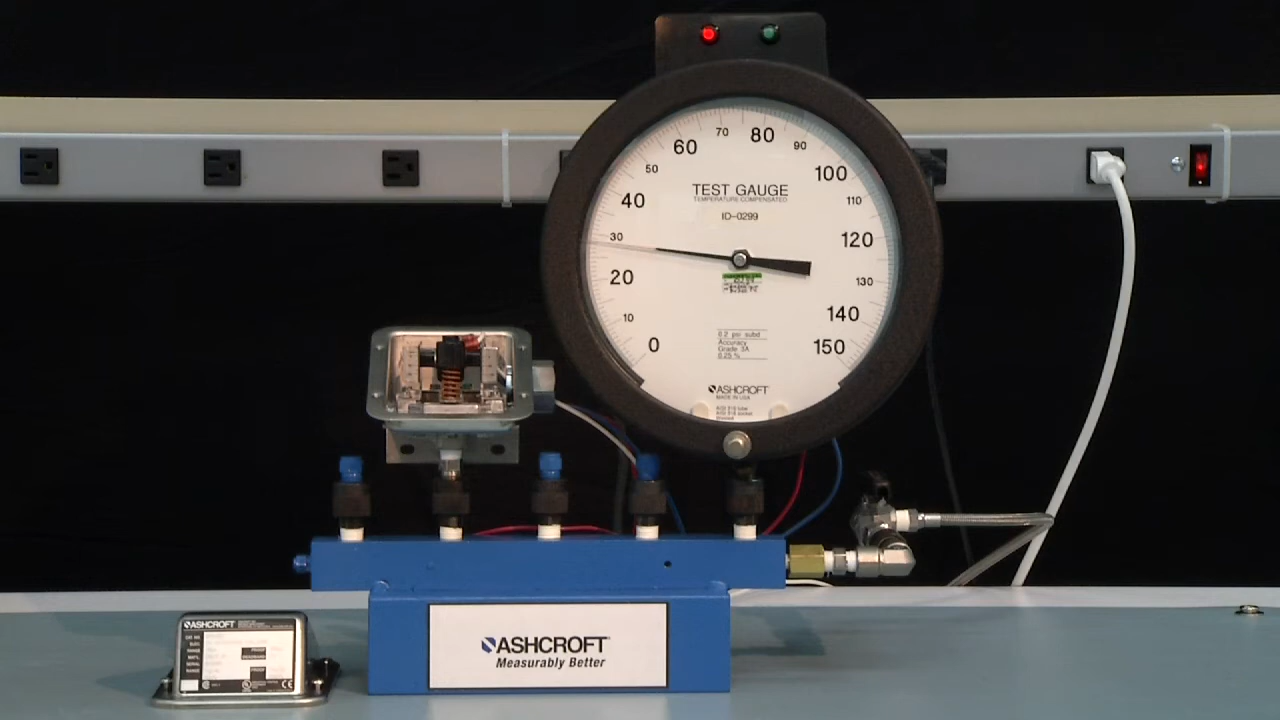 70
80
60
90
50
100
40
110
30
120
20
130
10
140
0
150
TEST GAUGE
TEMPERATURE COMPENSATED
ID-0299
0.2 psi subd
Accuracy
Grade 3A
0.25 %
ASHCROFT
MADE IN USA
ASHCROFT
ASHCROFT
Measurably Better